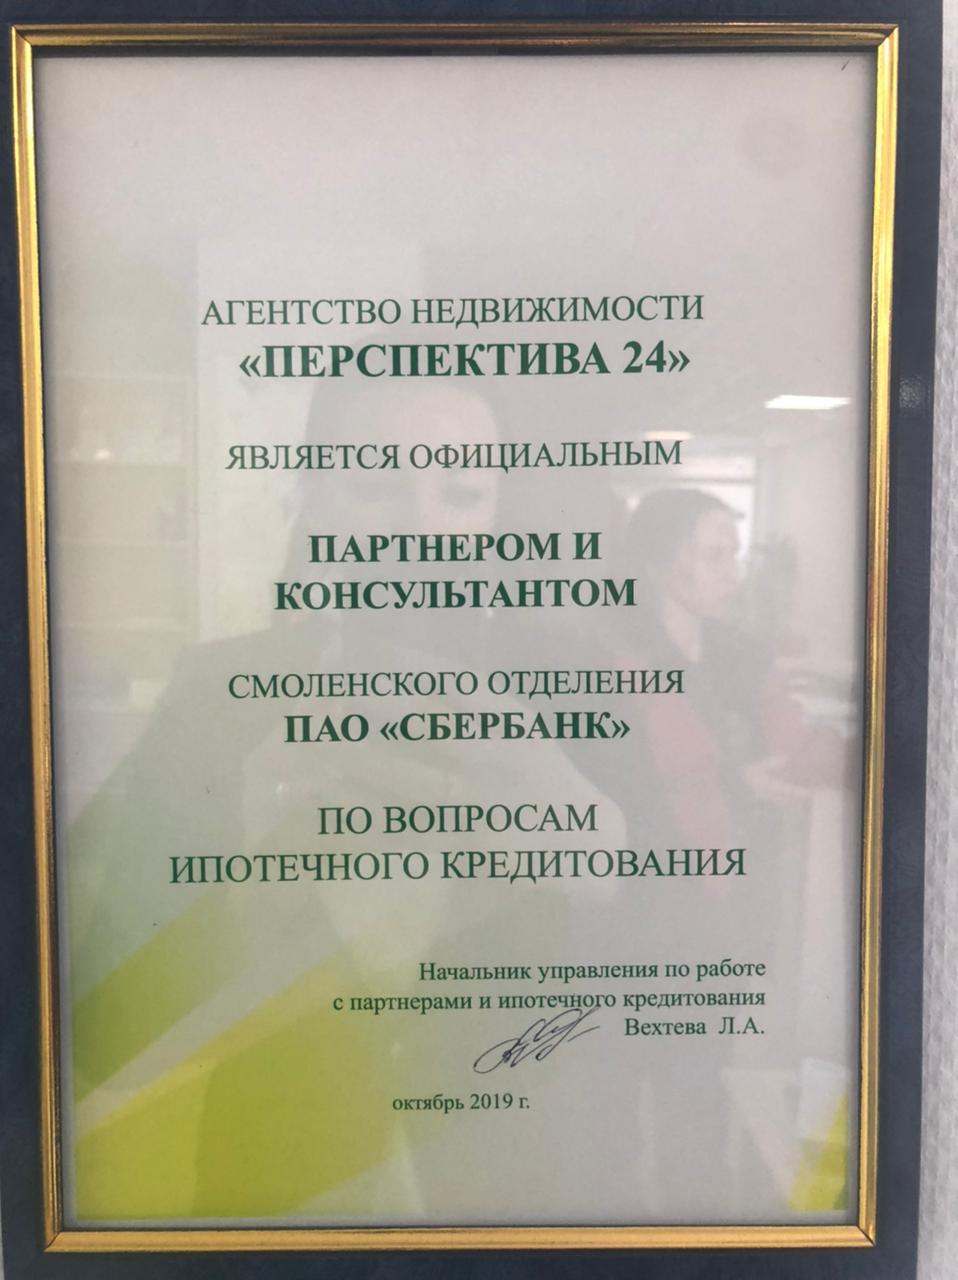 АГЕНТСТВО НЕДВИЖИМОСТИ
«ПЕРСПЕКТИВА 24»
ЯВЛЯЕТСЯ ОФИЦИАЛЬНЫМ
ПАРТНЕРОМ И
КОНСУЛЬТАНТОМ
СМОЛЕНСКОГО ОТДЕЛЕНИЯ
ПАО «СБЕРБАНК»
ПО ВОПРОСАМ
ИПОТЕЧНОГО КРЕДИТОВАНИЯ
Начальник управления по работе
с партнерами и ипотечного кредитования
Вехтева Л.А.
октябрь 2019 г.